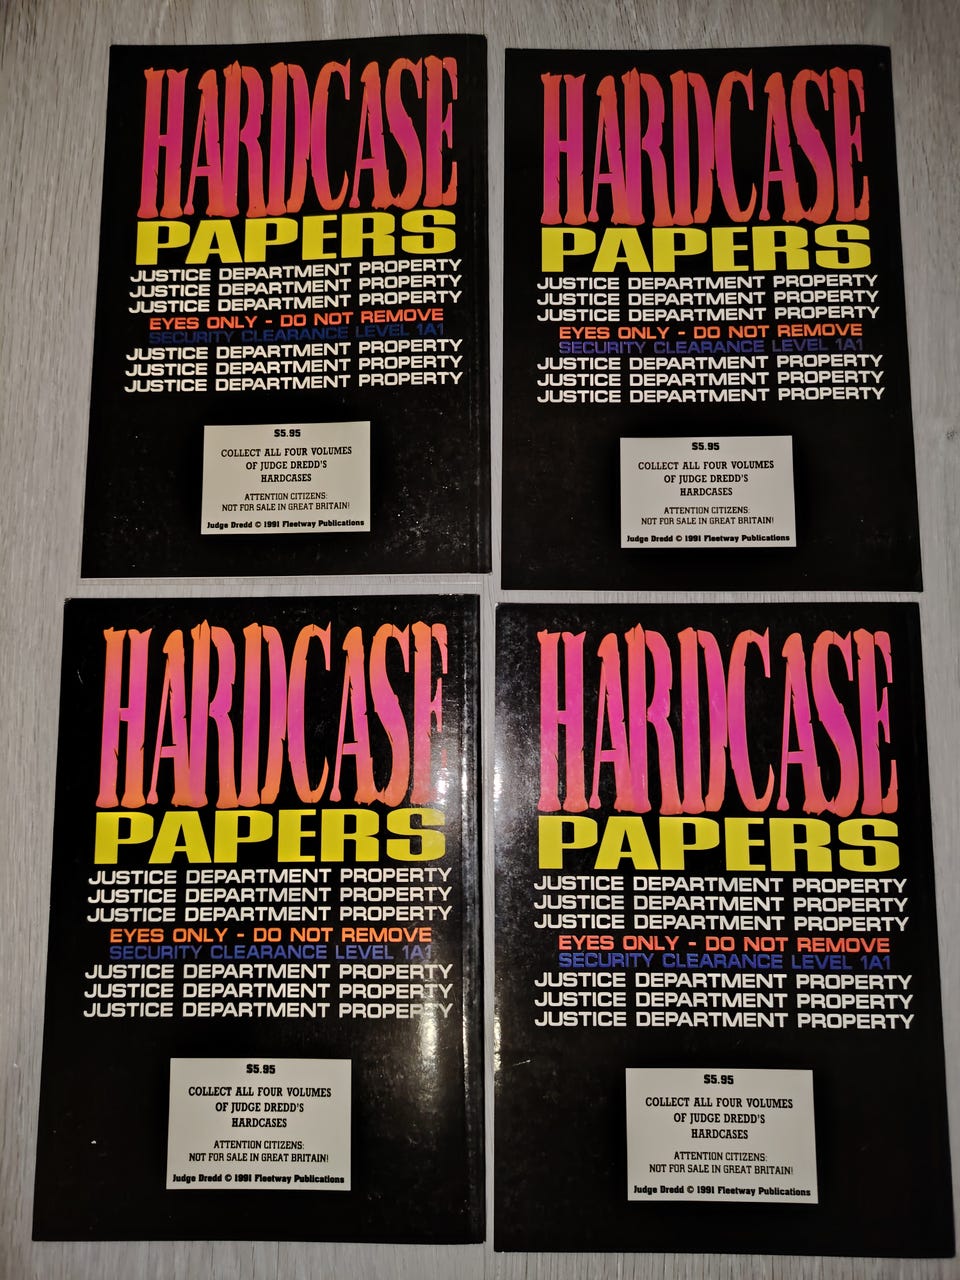 HARDCASE
PAPERS
JUSTICE DEPARTMENT PROPERTY
JUSTICE DEPARTMENT PROPERTY
JUSTICE DEPARTMENT PROPERTY
EYES ONLY - DO NOT REMOVE
SECURITY CLEARANCE LEVEL 1A1
JUSTICE DEPARTMENT PROPERTY
JUSTICE DEPARTMENT PROPERTY
JUSTICE DEPARTMENT PROPERTY
$5.95
COLLECT ALL FOUR VOLUMES
OF JUDGE DREDD'S
HARDCASES
ATTENTION CITIZENS:
NOT FOR SALE IN GREAT BRITAIN!
Judge Dredd © 1991 Fleetway Publications
HARDCASE
PAPERS
JUSTICE DEPARTMENT PROPERTY
JUSTICE DEPARTMENT PROPERTY
JUSTICE DEPARTMENT PROPERTY
EYES ONLY - DO NOT REMOVE
SECURITY CLEARANCE LEVEL 1A1
JUSTICE DEPARTMENT PROPERTY
JUSTICE DEPARTMENT PROPERTY
JUSTICE DEPARTMENT PROPERTY
$5.95
COLLECT ALL FOUR VOLUMES
OF JUDGE DREDD'S
HARDCASES
ATTENTION CITIZENS:
NOT FOR SALE IN GREAT BRITAIN!
Judge Dredd © 1991 Fleetway Publications
HARDCASE
PAPERS
JUSTICE DEPARTMENT PROPERTY
JUSTICE DEPARTMENT PROPERTY
JUSTICE DEPARTMENT PROPERTY
EYES ONLY - DO NOT REMOVE
SECURITY CLEARANCE LEVEL 1A1
JUSTICE DEPARTMENT PROPERTY
JUSTICE DEPARTMENT PROPERTY
JUSTICE DEPARTMENT PROPERTY
$5.95
COLLECT ALL FOUR VOLUMES
OF JUDGE DREDD'S
HARDCASES
ATTENTION CITIZENS:
NOT FOR SALE IN GREAT BRITAIN!
Judge Dredd © 1991 Fleetway Publications
HARDCASE
PAPERS
JUSTICE DEPARTMENT PROPERTY
JUSTICE DEPARTMENT PROPERTY
JUSTICE DEPARTMENT PROPERTY
EYES ONLY - DO NOT REMOVE
SECURITY CLEARANCE LEVEL 1A1
JUSTICE DEPARTMENT PROPERTY
JUSTICE DEPARTMENT PROPERTY
JUSTICE DEPARTMENT PROPERTY
$5.95
COLLECT ALL FOUR VOLUMES
OF JUDGE DREDD'S
HARDCASES
ATTENTION CITIZENS:
NOT FOR SALE IN GREAT BRITAIN!
Judge Dredd © 1991 Fleetway Publications